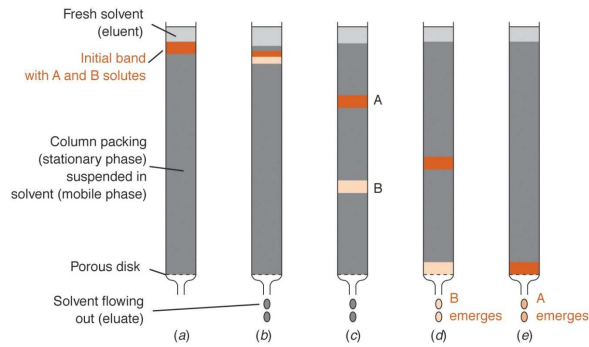 Fresh solvent
(eluent)
Initial band
with A and B solutes
A
Column packing
(stationary phase)
suspended in
solvent (mobile phase)
B
Porous disk
Solvent flowing
out (eluate)
B
emerges
A
emerges
(a)
(b)
(c)
(d)
(e)